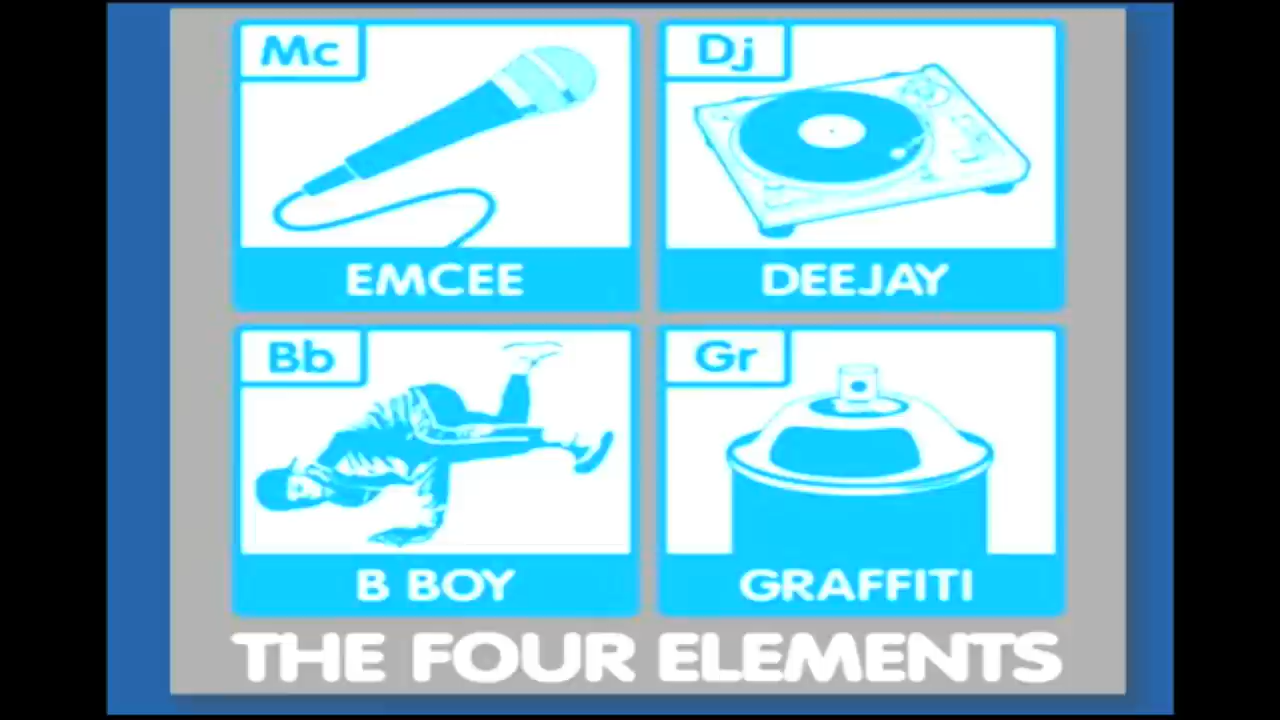 Mc
EMCEE
Dj
DEEJAY
Bb
B BOY
Gr
GRAFFITI
THE FOUR ELEMENTS